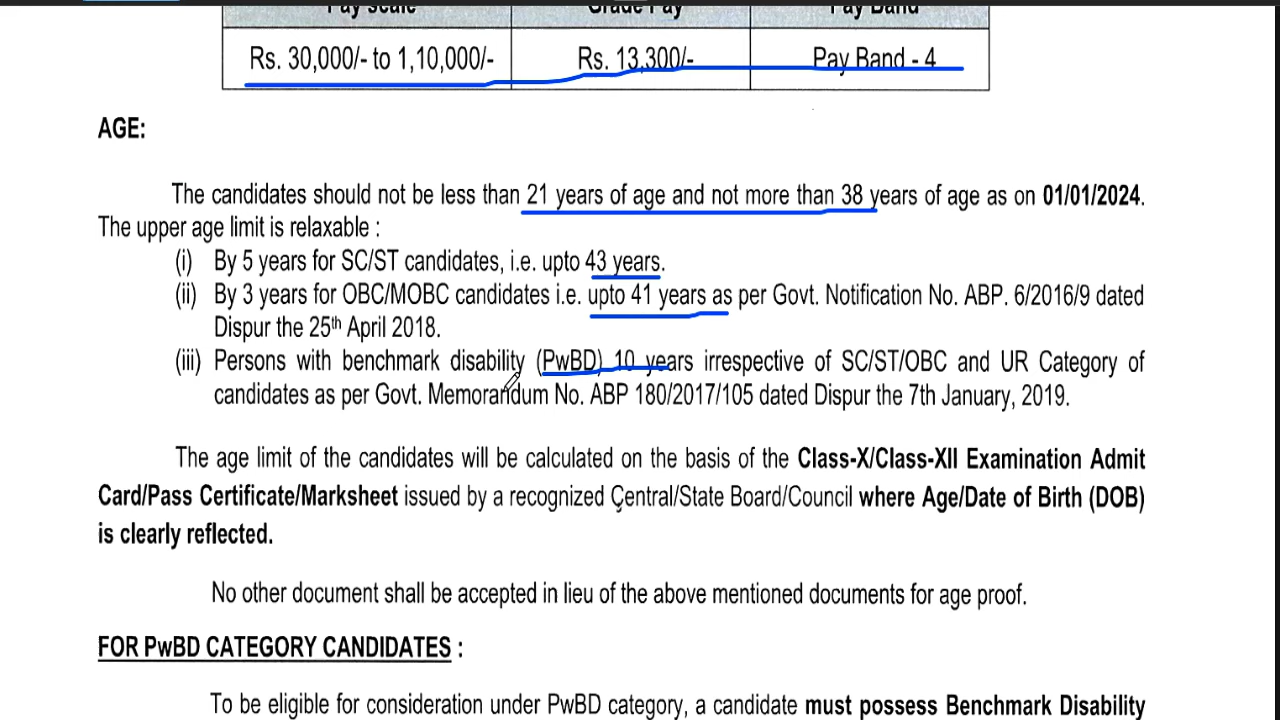 Pay Scale Grade Pay Pay Band
Rs. 30,000/- to 1,10,000/- Rs. 13,300/- Pay Band - 4
AGE:
The candidates should not be less than 21 years of age and not more than 38 years of age as on 01/01/2024.
The upper age limit is relaxable :
(i) By 5 years for SC/ST candidates, i.e. upto 43 years.
(ii) By 3 years for OBC/MOBC candidates i.e. upto 41 years as per Govt. Notification No. ABP. 6/2016/9 dated
Dispur the 25th April 2018.
(iii) Persons with benchmark disability (PwBD) 10 years irrespective of SC/ST/OBC and UR Category of
candidates as per Govt. Memorandum No. ABP 180/2017/105 dated Dispur the 7th January, 2019.
The age limit of the candidates will be calculated on the basis of the Class-X/Class-XII Examination Admit
Card/Pass Certificate/Marksheet issued by a recognized Central/State Board/Council where Age/Date of Birth (DOB)
is clearly reflected.
No other document shall be accepted in lieu of the above mentioned documents for age proof.
FOR PwBD CATEGORY CANDIDATES :
To be eligible for consideration under PwBD category, a candidate must possess Benchmark Disability